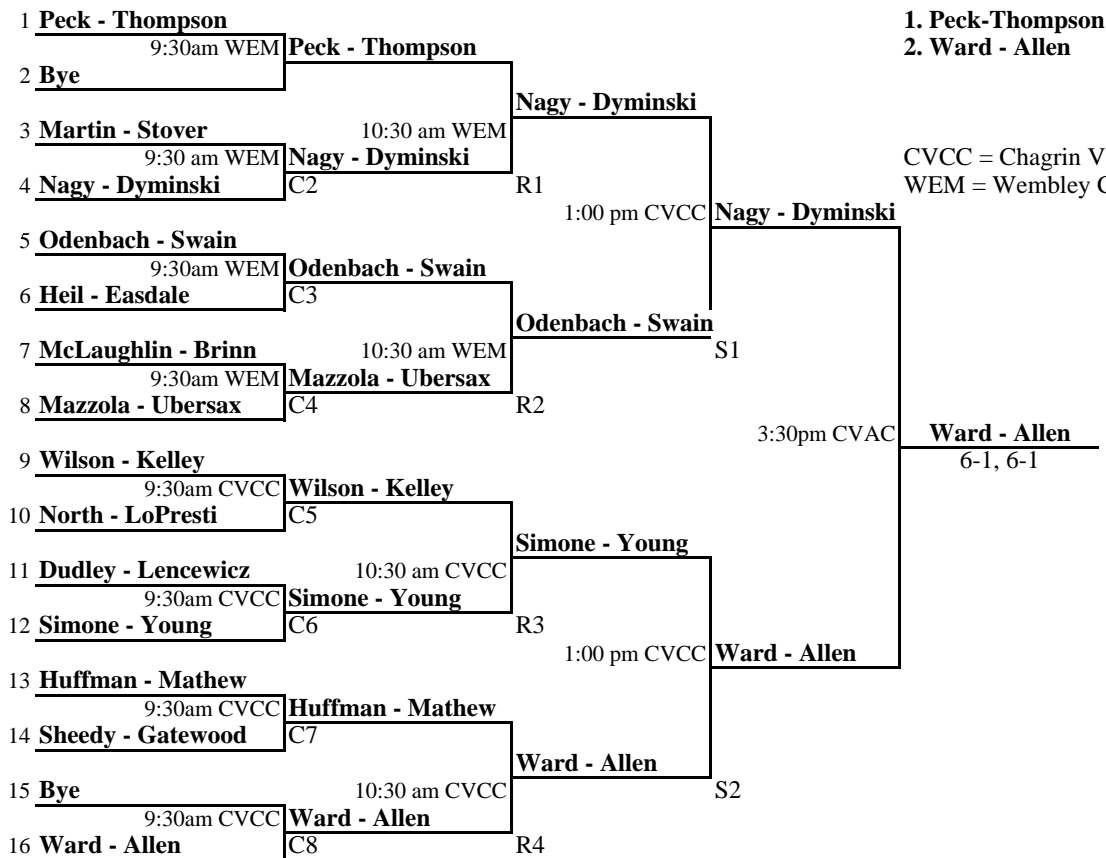 1 Peck - Thompson
1. Peck-Thompson
9:30am WEM Peck - Thompson
2. Ward - Allen
2 Bye
Nagy - Dyminski
3 Martin - Stover
10:30 am WEM
9:30 am WEM Nagy - Dyminski
CVCC = Chagrin V
4 Nagy - Dyminski
C2
R1
WEM = Wembley C
1:00 pm CVCC Nagy - Dyminski
5 Odenbach - Swain
9:30am WEM Odenbach - Swain
6 Heil - Easdale
C3
Odenbach - Swain
7 McLaughlin - Brinn
10:30 am WEM
S1
9:30am WEM Mazzola - Ubersax
8 Mazzola - Ubersax
C4
R2
3:30pm CVAC
Ward - Allen
9 Wilson - Kelley
6-1, 6-1
9:30am CVCC Wilson - Kelley
10 North - LoPresti
C5
Simone - Young
11 Dudley - Lencewicz
10:30 am CVCC
9:30am CVCC Simone - Young
12 Simone - Young
C6
R3
1:00 pm CVCC Ward - Allen
13 Huffman - Mathew
9:30am CVCC Huffman - Mathew
14 Sheedy - Gatewood
C7
Ward - Allen
15 Bye
10:30 am CVCC
S2
9:30am CVCC Ward - Allen
16 Ward - Allen
C8
R4